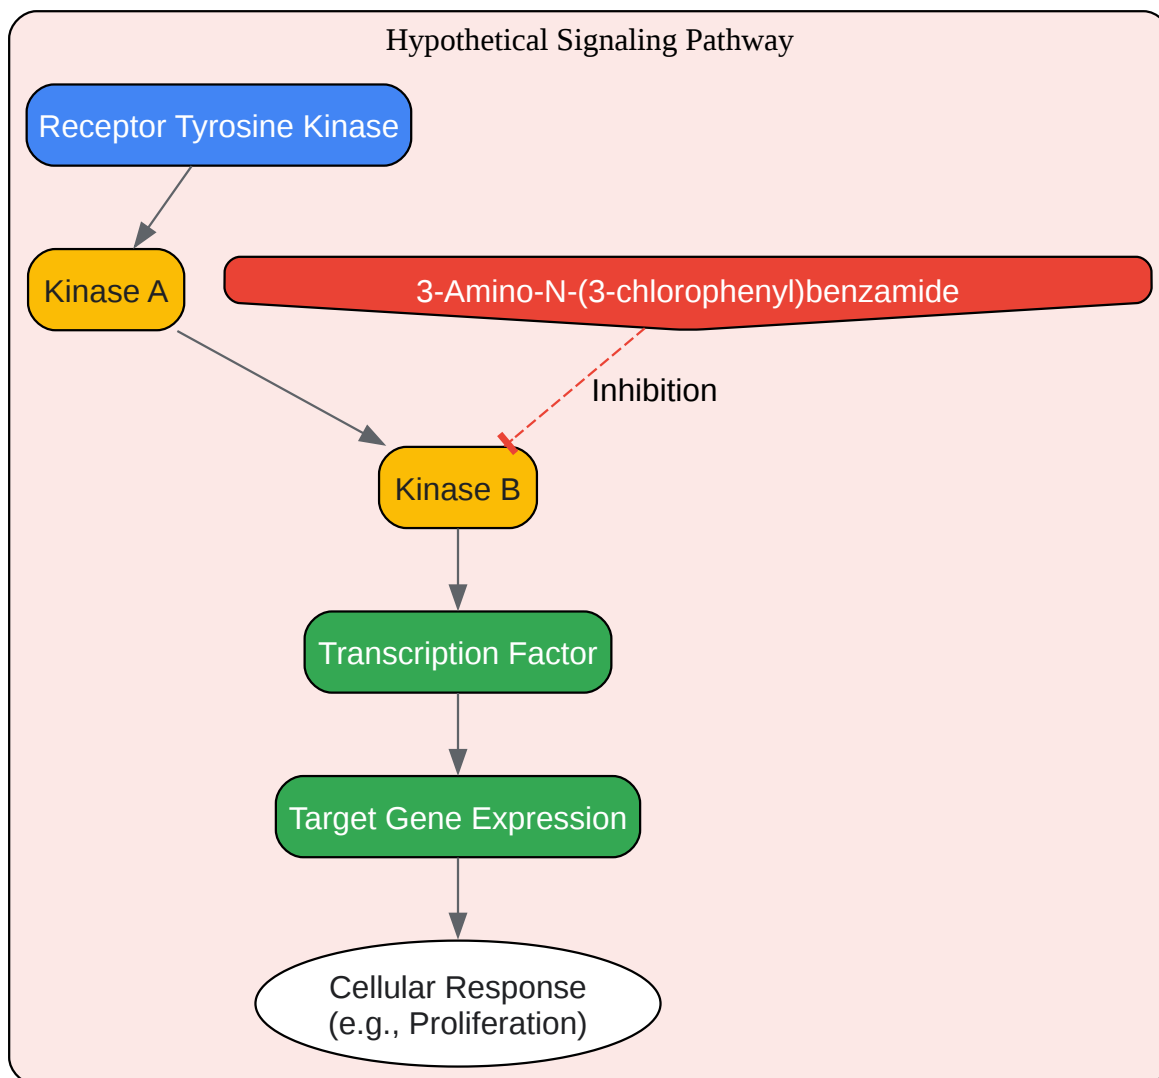 Hypothetical Signaling Pathway
Receptor Tyrosine Kinase
Kinase A
3-Amino-N-(3-chlorophenyl)benzamide
Inhibition
Kinase B
Transcription Factor
Target Gene Expression
Cellular Response
(e.g., Proliferation)